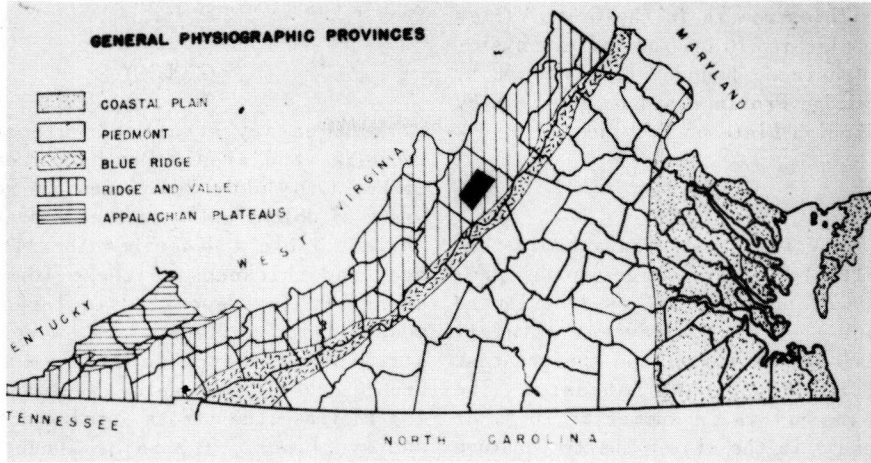 GENERAL PHYSIOGRAPHIC PROVINCES
COASTAL PLAIN
PIEDMONT
BLUE RIDGE
RIDGE AND VALLEY
APPALACHIAN PLATEAUS
MARYLAND
WEST VIRGINIA
ENTUCKY
TENNESSEE
NORTH CAROLINA